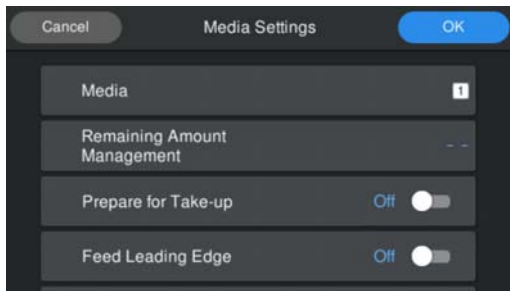 Cancel Media Settings OK
Media 1
Remaining Amount
Management - -
Prepare for Take-up Off
Feed Leading Edge Off